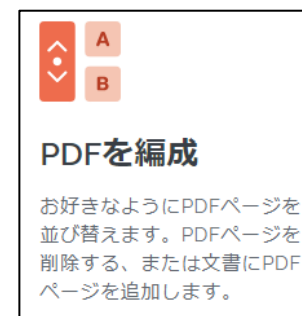 A
B
PDFを編成
お好きなようにPDFページを
並び替えます。PDFページを
削除する、または文書にPDF
ページを追加します。